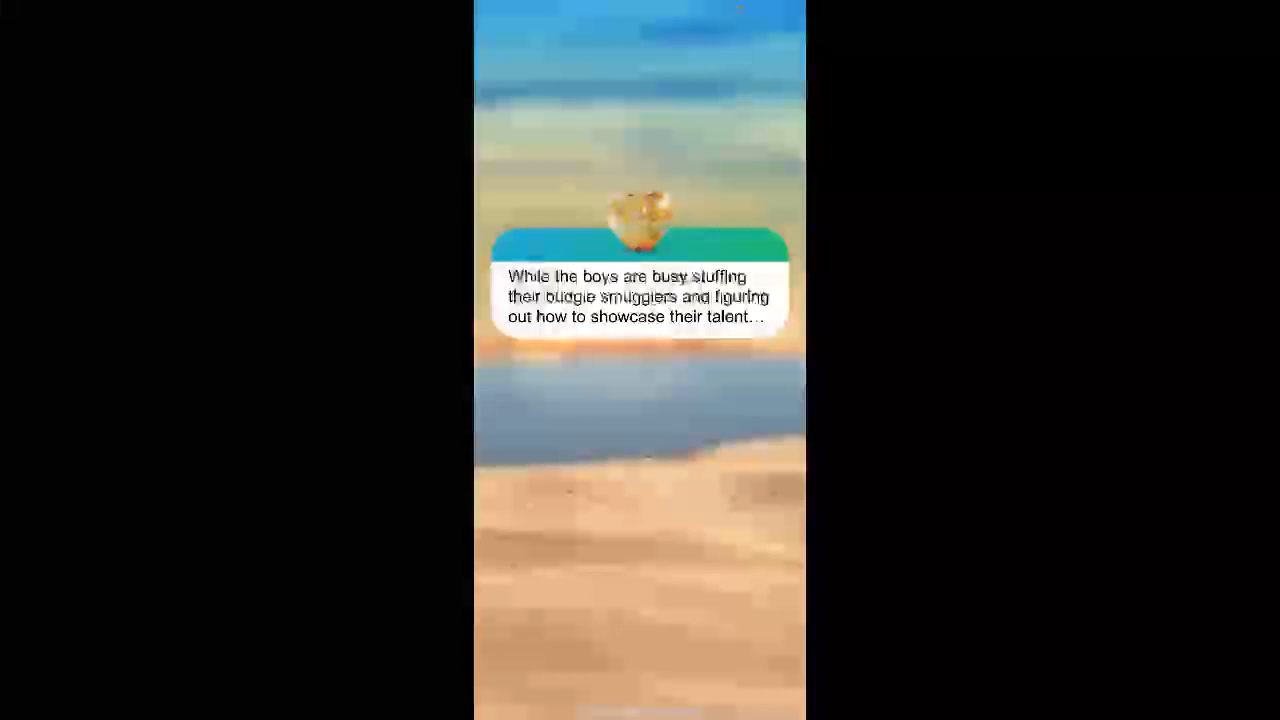 While the boys are busy stuffing
their budgie smugglers and figuring
out how to showcase their talent...